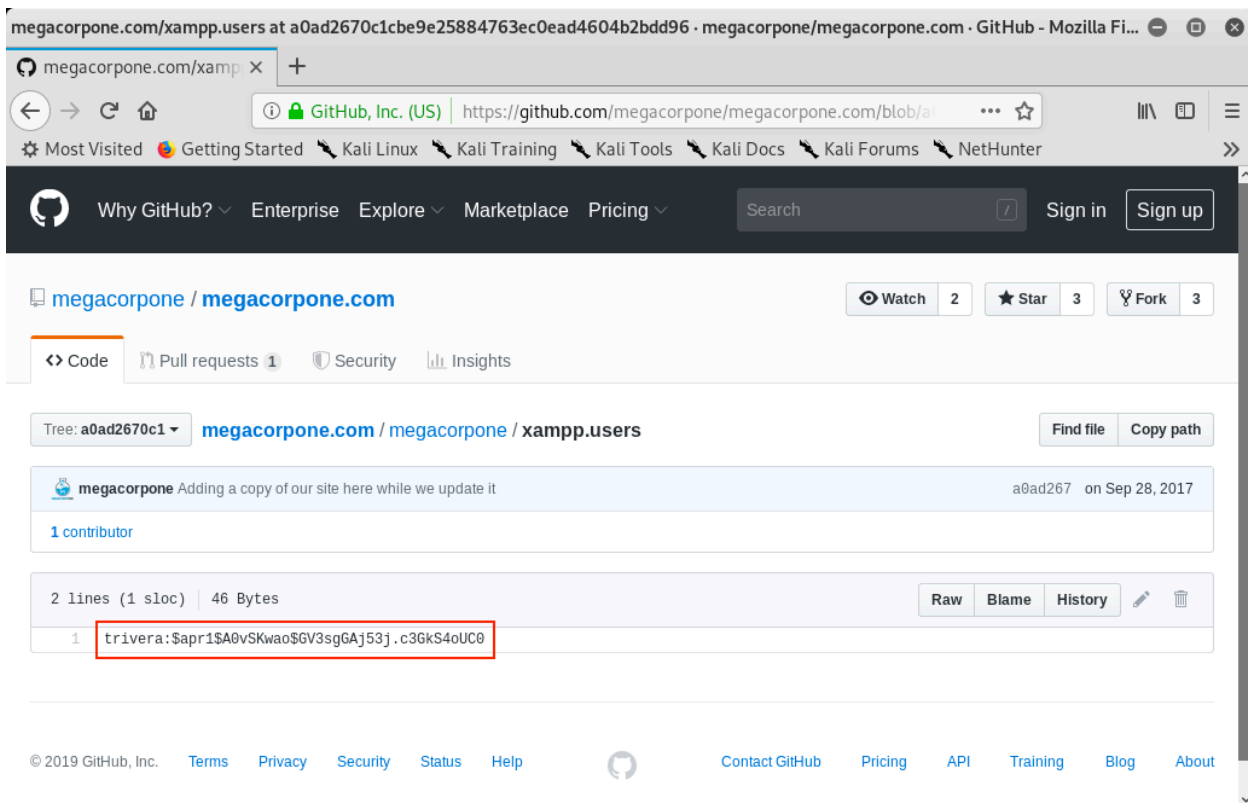 megacorpone.com/xampp.users at a0ad2670c1cbe9e25884763ec0ead4604b2bdd96 · megacorpone/megacorpone.com · GitHub - Mozilla Fi...
megacorpone.com/xamp
GitHub, Inc. (US) https://github.com/megacorpone/megacorpone.com/blob/a
Most Visited Getting Started Kali Linux Kali Training Kali Tools Kali Docs Kali Forums NetHunter
Why GitHub? Enterprise Explore Marketplace Pricing Search / Sign in Sign up
megacorpone / megacorpone.com Watch 2 Star 3 Fork 3
Code Pull requests 1 Security Insights
Tree: a0ad2670c1 megacorpone.com / megacorpone / xampp.users Find file Copy path
megacorpone Adding a copy of our site here while we update it a0ad267 on Sep 28, 2017
1 contributor
2 lines (1 sloc) 46 Bytes Raw Blame History
1 trivera:$apr1$A0vSKwao$GV3sgGAj53j.c3GkS4oUC0
© 2019 GitHub, Inc. Terms Privacy Security Status Help Contact GitHub Pricing API Training Blog About